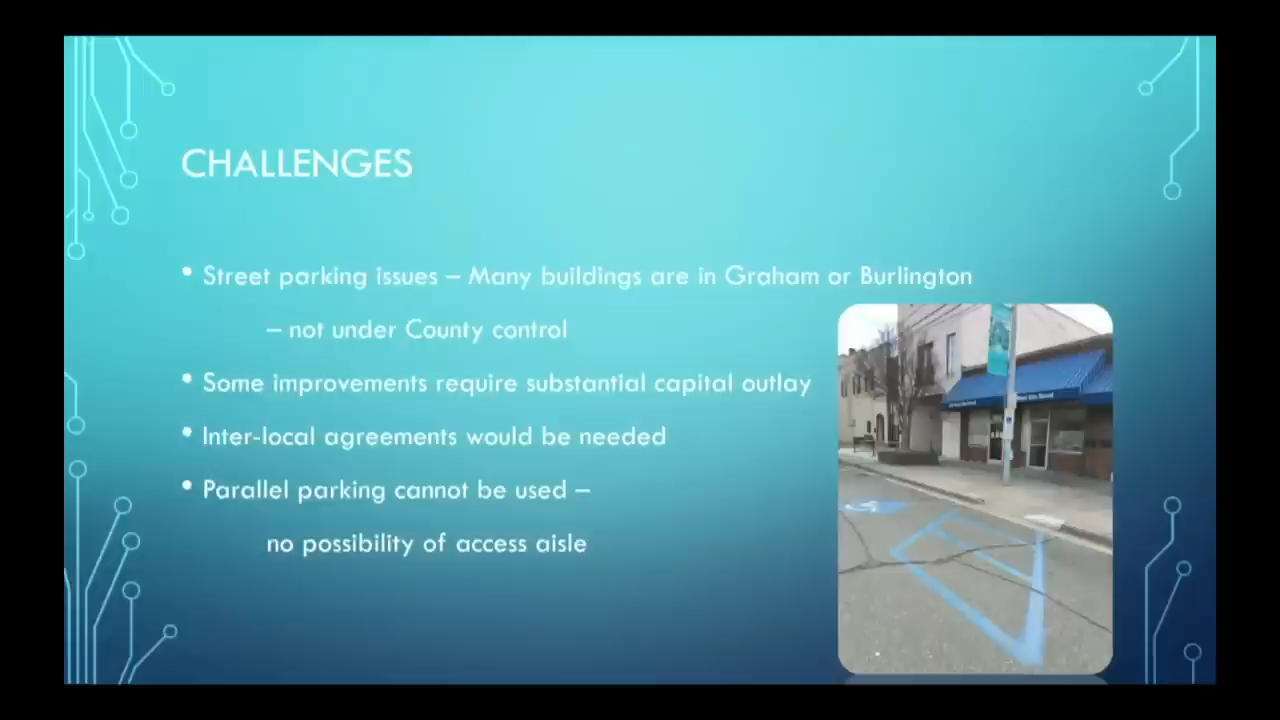 CHALLENGES
• Street parking issues – Many buildings are in Graham or Burlington
– not under County control
• Some improvements require substantial capital outlay
• Inter-local agreements would be needed
• Parallel parking cannot be used –
no possibility of access aisle